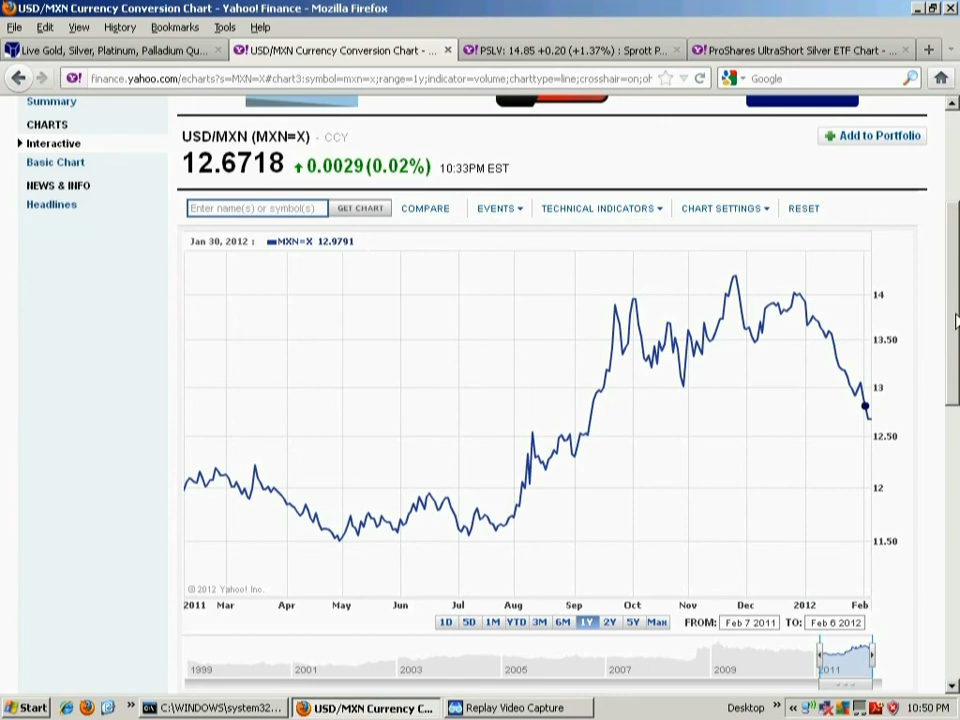 USD/MXN Currency Conversion Chart - Yahoo! Finance - Mozilla Firefox
File Edit View History Bookmarks Tools Help
Live Gold, Silver, Platinum, Palladium Qu... USD/MXN Currency Conversion Chart - ... PSLV: 14.85 +0.20 (+1.37%) : Sprott P... ProShares UltraShort Silver ETF Chart - ...
finance.yahoo.com/echarts?s=MXN=X#chart3:symbol=mxn=x;range=1y;indicator=volume;charttype=line;crosshair=on;oh Google
Summary
CHARTS
Interactive
Basic Chart
NEWS & INFO
Headlines
USD/MXN (MXN=X) - CCY
Add to Portfolio
12.6718 0.0029(0.02%) 10:33PM EST
Enter name(s) or symbol(s) GET CHART COMPARE EVENTS TECHNICAL INDICATORS CHART SETTINGS RESET
Jan 30, 2012 : MXN=X 12.9791
14
13.50
13
12.50
12
11.50
© 2012 Yahoo! Inc.
2011 Mar Apr May Jun Jul Aug Sep Oct Nov Dec 2012 Feb
1D 5D 1M YTD 3M 6M 1Y 2Y 5Y Max FROM: Feb 7 2011 TO: Feb 6 2012
1999 2001 2003 2005 2007 2009 2011
Start C:\WINDOWS\system32... USD/MXN Currency C... Replay Video Capture Desktop 10:50 PM